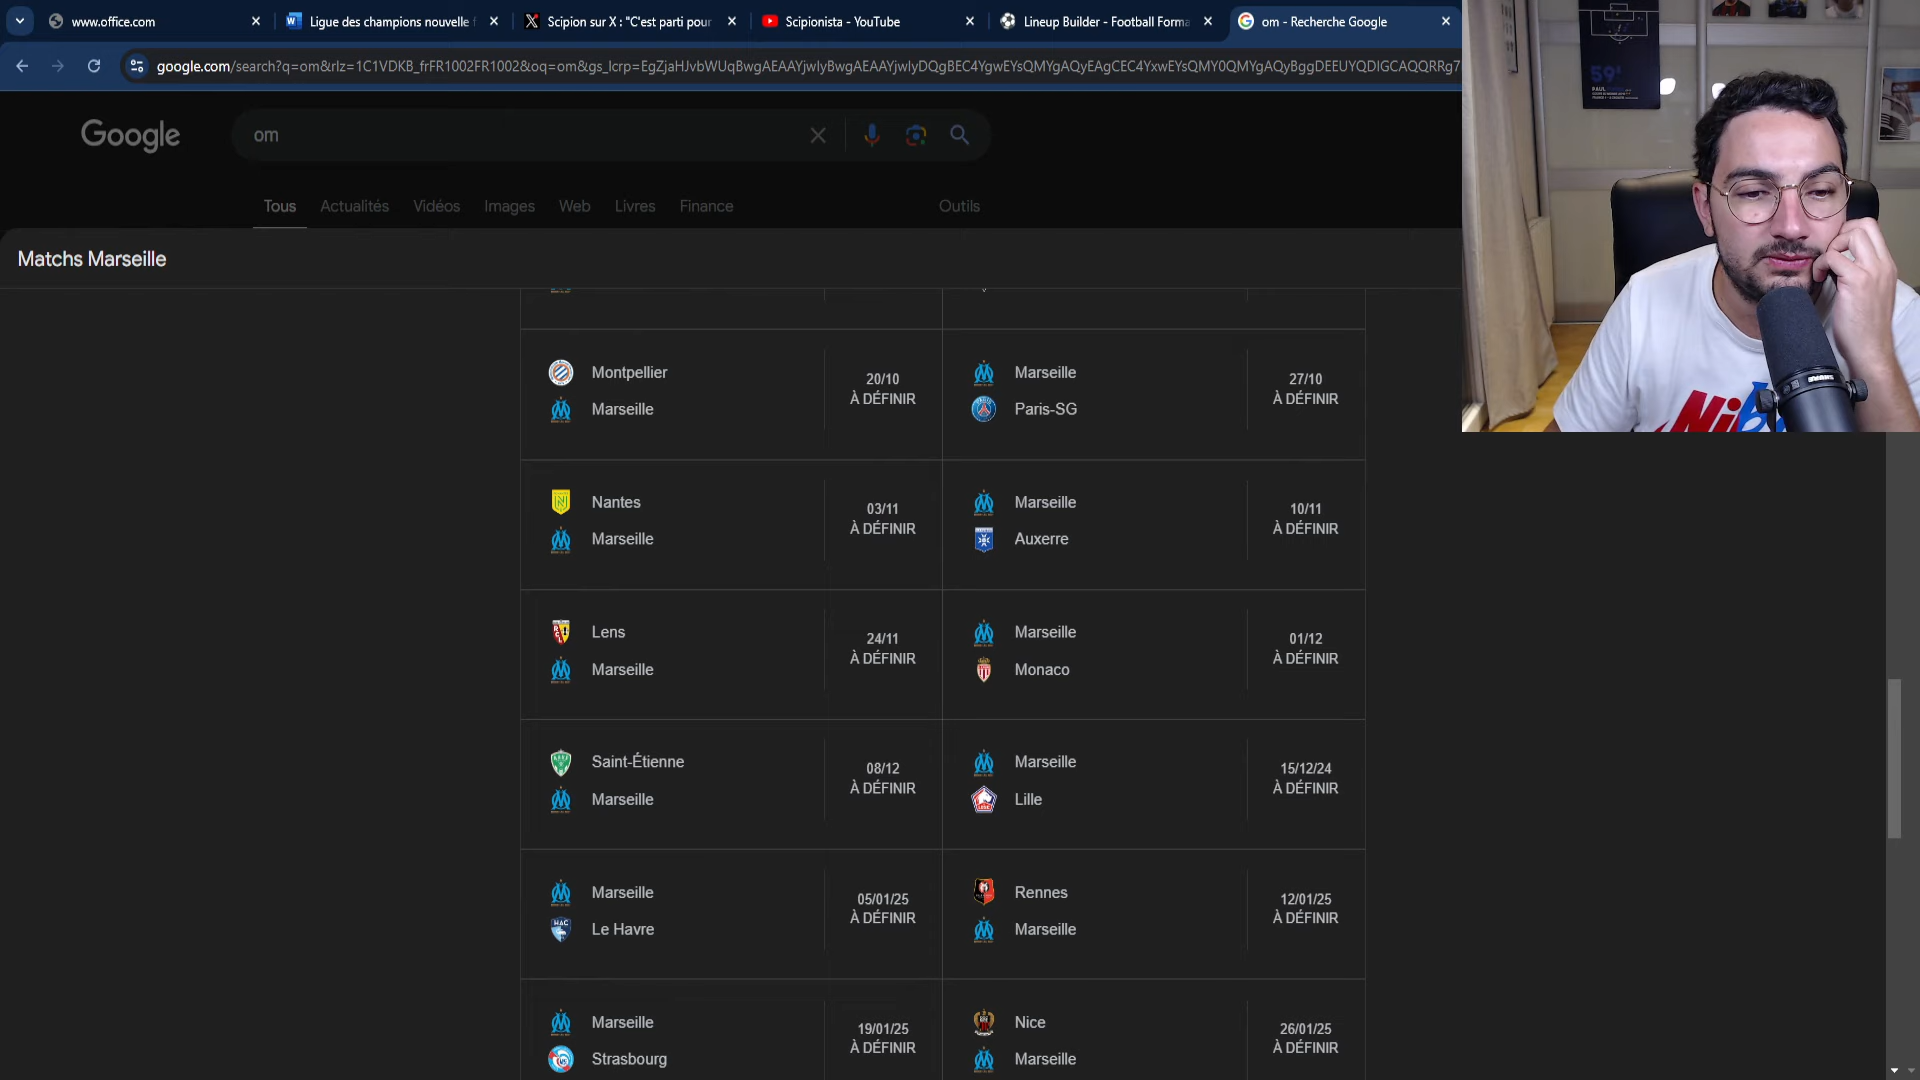 www.office.com
Ligue des champions nouvelle f
Scipion sur X : "C'est parti pour
Scipionista - YouTube
Lineup Builder - Football Forma
om - Recherche Google
google.com/search?q=om&rlz=1C1VDKB_frFR1002FR1002&oq=om&gs_lcrp=EgZjaHJvbWUqBwgAEAAYjwIyBwgAEAAYjwIyDQgBEC4YgwEYsQMYgAQyEAgCEC4YxwEYsQMY0QMYgAQyBggDEEUYQDIGCAQQRRg7
Google
om
Tous
Actualités
Vidéos
Images
Web
Livres
Finance
Outils
Matchs Marseille
Montpellier
Marseille
20/10
À DÉFINIR
Marseille
Paris-SG
27/10
À DÉFINIR
Nantes
Marseille
03/11
À DÉFINIR
Marseille
Auxerre
10/11
À DÉFINIR
Lens
Marseille
24/11
À DÉFINIR
Marseille
Monaco
01/12
À DÉFINIR
Saint-Étienne
Marseille
08/12
À DÉFINIR
Marseille
Lille
15/12/24
À DÉFINIR
Marseille
Le Havre
05/01/25
À DÉFINIR
Rennes
Marseille
12/01/25
À DÉFINIR
Marseille
Strasbourg
19/01/25
À DÉFINIR
Nice
Marseille
26/01/25
À DÉFINIR
59'
PAUL